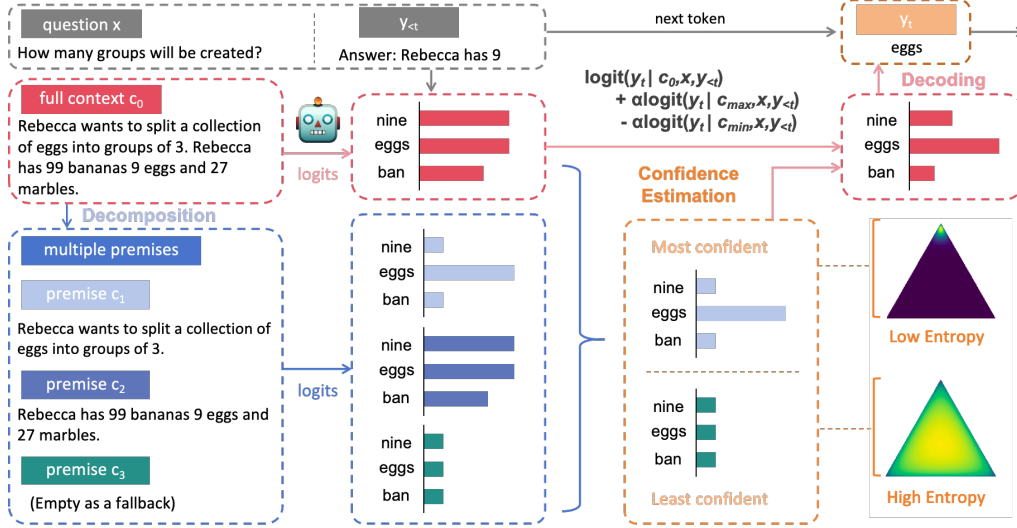 question x
How many groups will be created?
y<t
Answer: Rebecca has 9
next token
yt
eggs
full context c0
Rebecca wants to split a collection
of eggs into groups of 3. Rebecca
has 99 bananas 9 eggs and 27
marbles.
logits
nine
eggs
ban
logit(yt | c0,x,y<t)
+ αlogit(yt | cmax,x,y<t)
- αlogit(yt | cmin,x,y<t)
Decoding
nine
eggs
ban
Confidence
Estimation
Decomposition
multiple premises
premise c1
Rebecca wants to split a collection of
eggs into groups of 3.
premise c2
Rebecca has 99 bananas 9 eggs and
27 marbles.
premise c3
(Empty as a fallback)
logits
nine
eggs
ban
nine
eggs
ban
nine
eggs
ban
Most confident
nine
eggs
ban
nine
eggs
ban
Least confident
Low Entropy
High Entropy